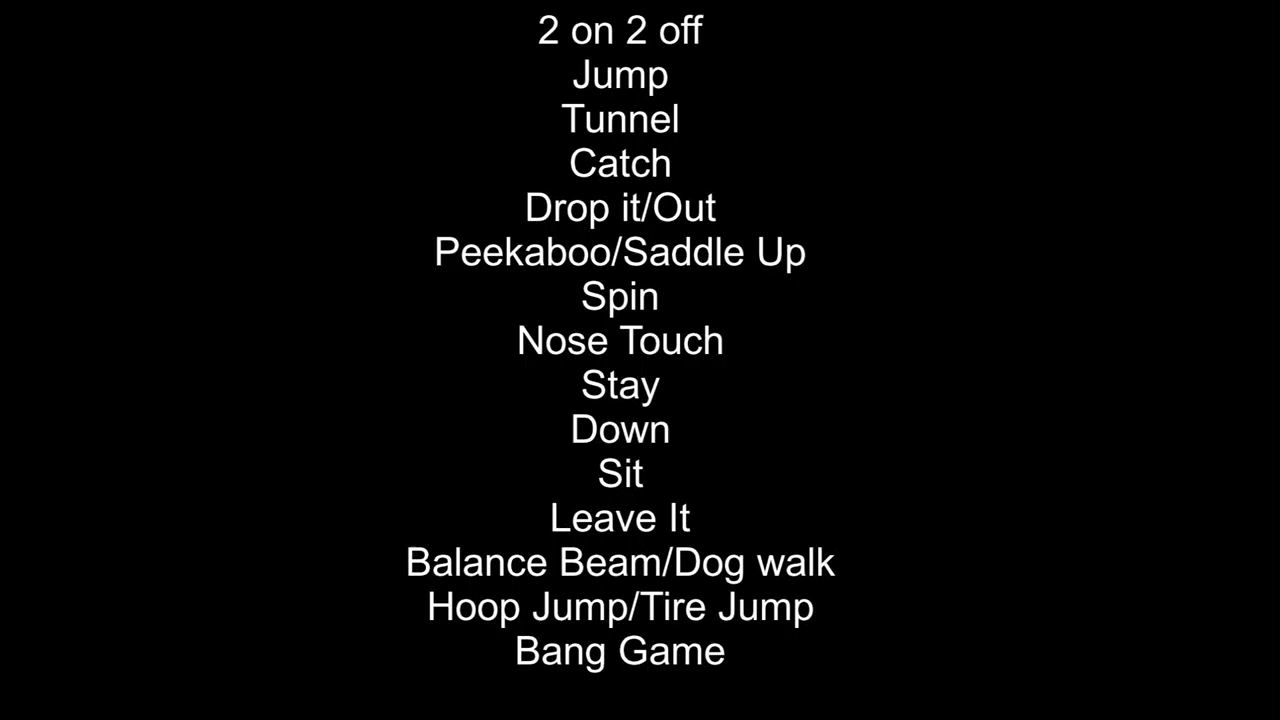 2 on 2 off
Jump
Tunnel
Catch
Drop it/Out
Peekaboo/Saddle Up
Spin
Nose Touch
Stay
Down
Sit
Leave It
Balance Beam/Dog walk
Hoop Jump/Tire Jump
Bang Game